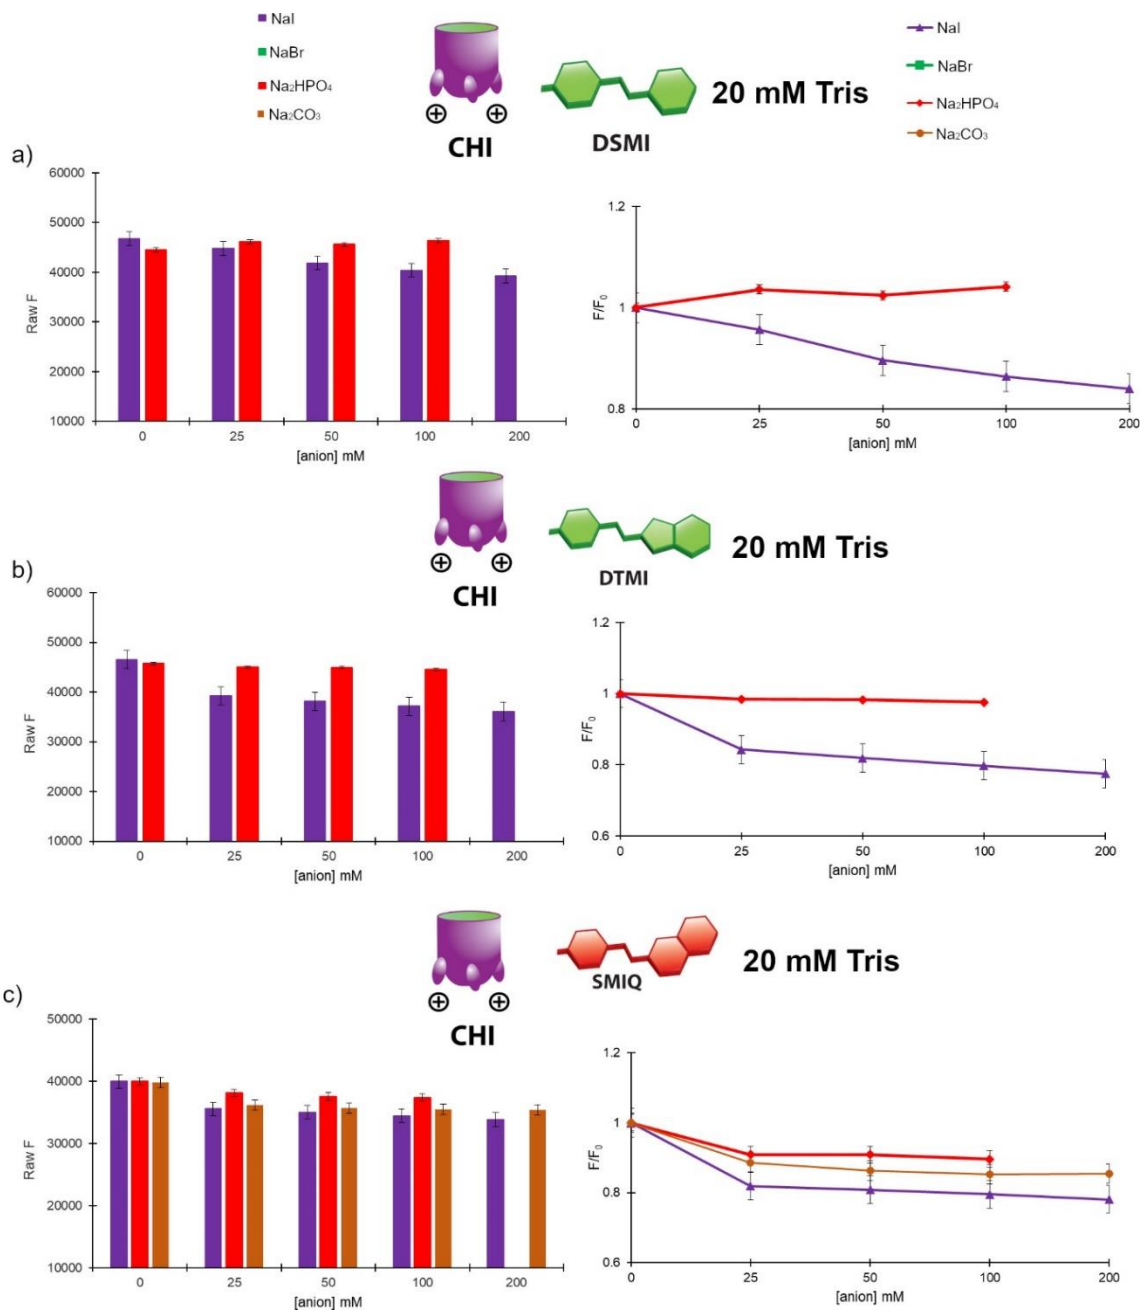 NaI
NaBr
Na₂HPO₄
Na₂CO₃
CHI
DSMI
20 mM Tris
NaI
NaBr
Na₂HPO₄
Na₂CO₃
a)
60000
50000
40000
30000
20000
10000
Raw F
0 25 50 100 200
[anion] mM
1.2
1
0.8
F/F₀
0 25 50 100 200
[anion] mM
CHI
DTMI
20 mM Tris
b)
60000
50000
40000
30000
20000
10000
Raw F
0 25 50 100 200
[anion] mM
1.2
1
0.8
0.6
F/F₀
0 25 50 100 200
[anion] mM
CHI
SMIQ
20 mM Tris
c)
50000
40000
30000
20000
10000
Raw F
0 25 50 100 200
[anion] mM
1.2
1
0.8
0.6
F/F₀
0 25 50 100 200
[anion] mM